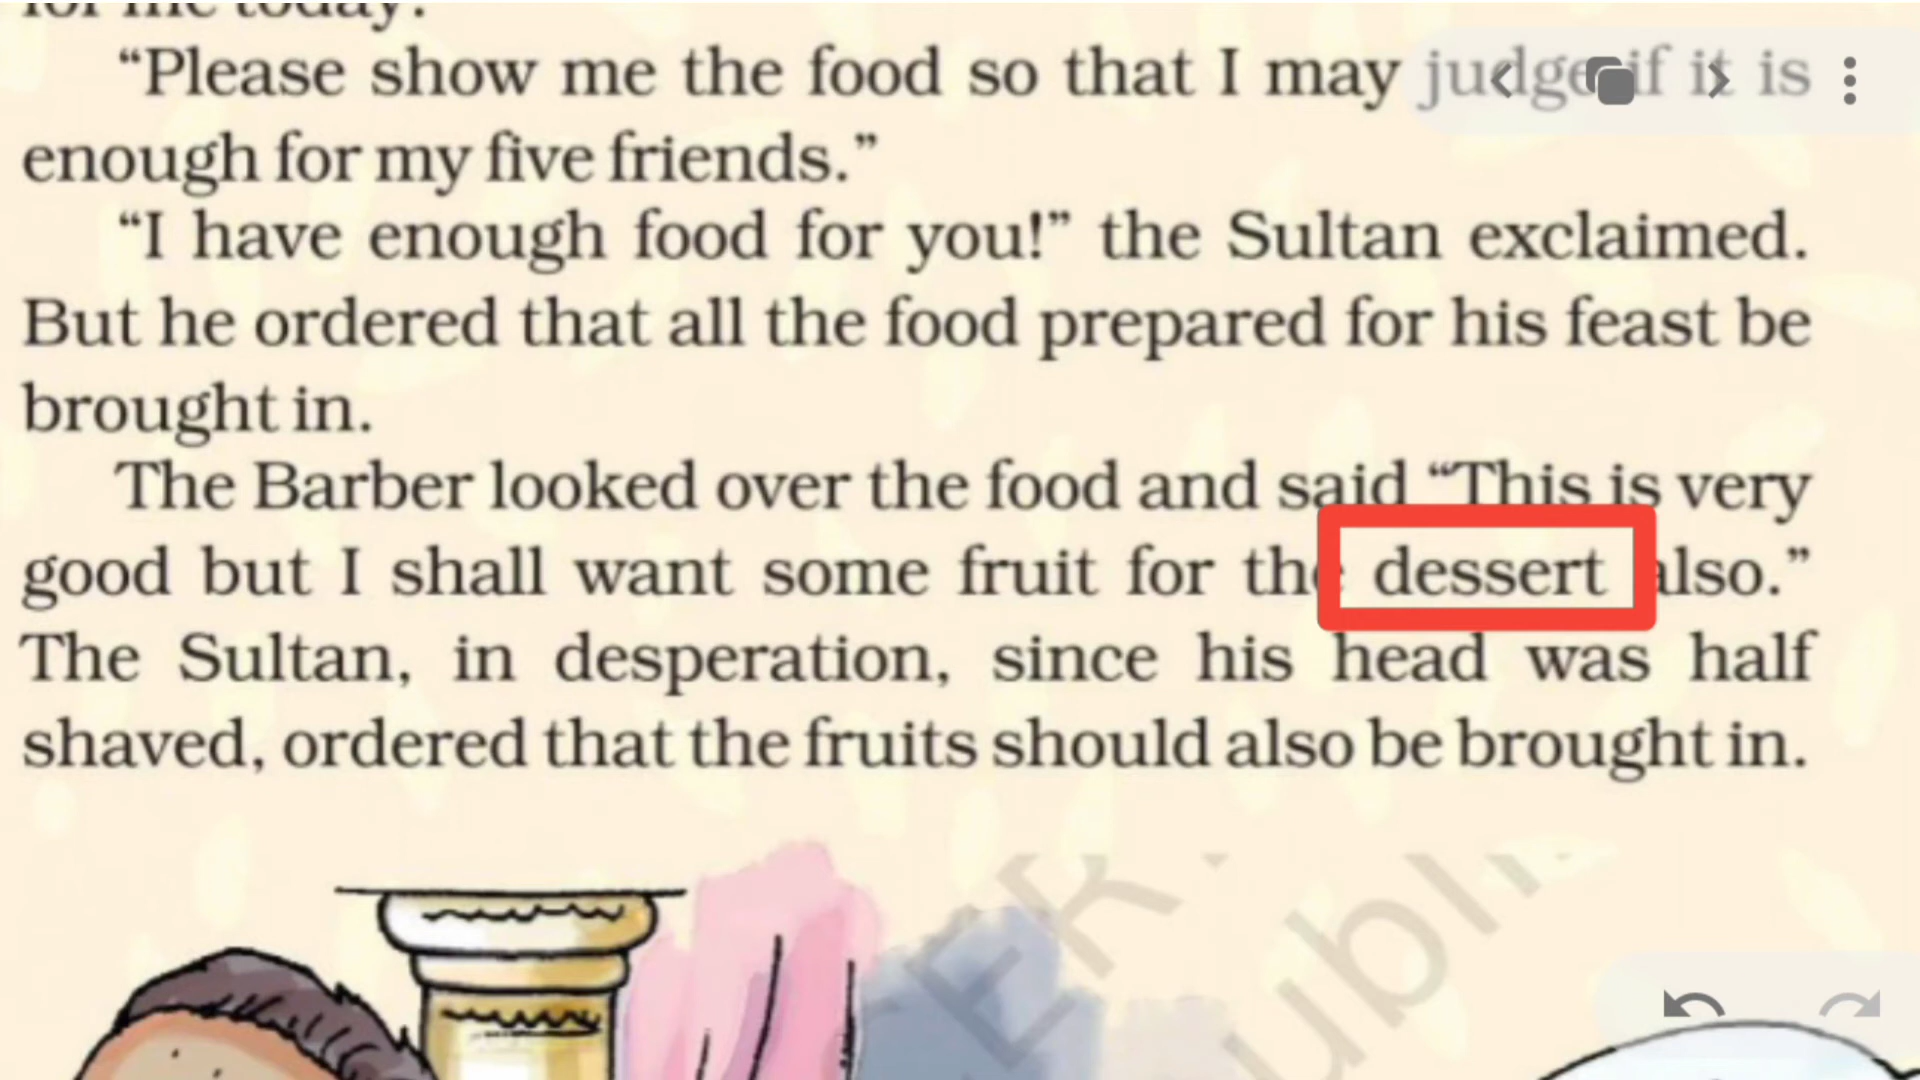 for me today.
“Please show me the food so that I may judge if it is
enough for my five friends.”
“I have enough food for you!” the Sultan exclaimed.
But he ordered that all the food prepared for his feast be
brought in.
The Barber looked over the food and said “This is very
good but I shall want some fruit for the dessert also.”
The Sultan, in desperation, since his head was half
shaved, ordered that the fruits should also be brought in.